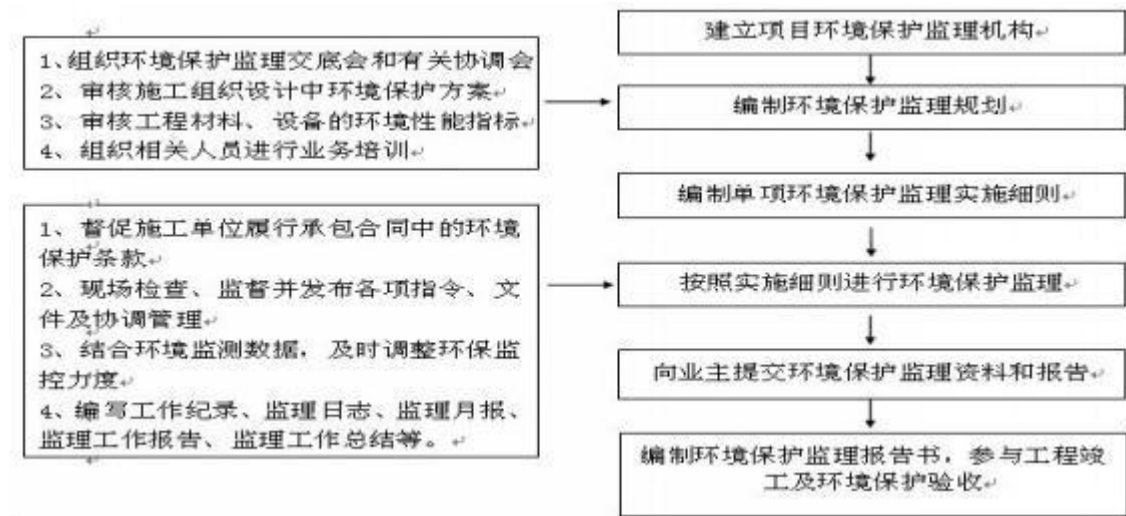 1、组织环境保护监理交底会和有关协调会
2、审核施工组织设计中环境保护方案
3、审核工程材料、设备的环境性能指标
4、组织相关人员进行业务培训
1、督促施工单位履行承包合同中的环境
保护条款
2、现场检查、监督并发布各项指令、文
件及协调管理
3、结合环境监测数据，及时调整环保监
控力度
4、编写工作纪录、监理日志、监理月报、
监理工作报告、监理工作总结等。
建立项目环境保护监理机构
编制环境保护监理规划
编制单项环境保护监理实施细则
按照实施细则进行环境保护监理
向业主提交环境保护监理资料和报告
编制环境保护监理报告书，参与工程竣
工及环境保护验收